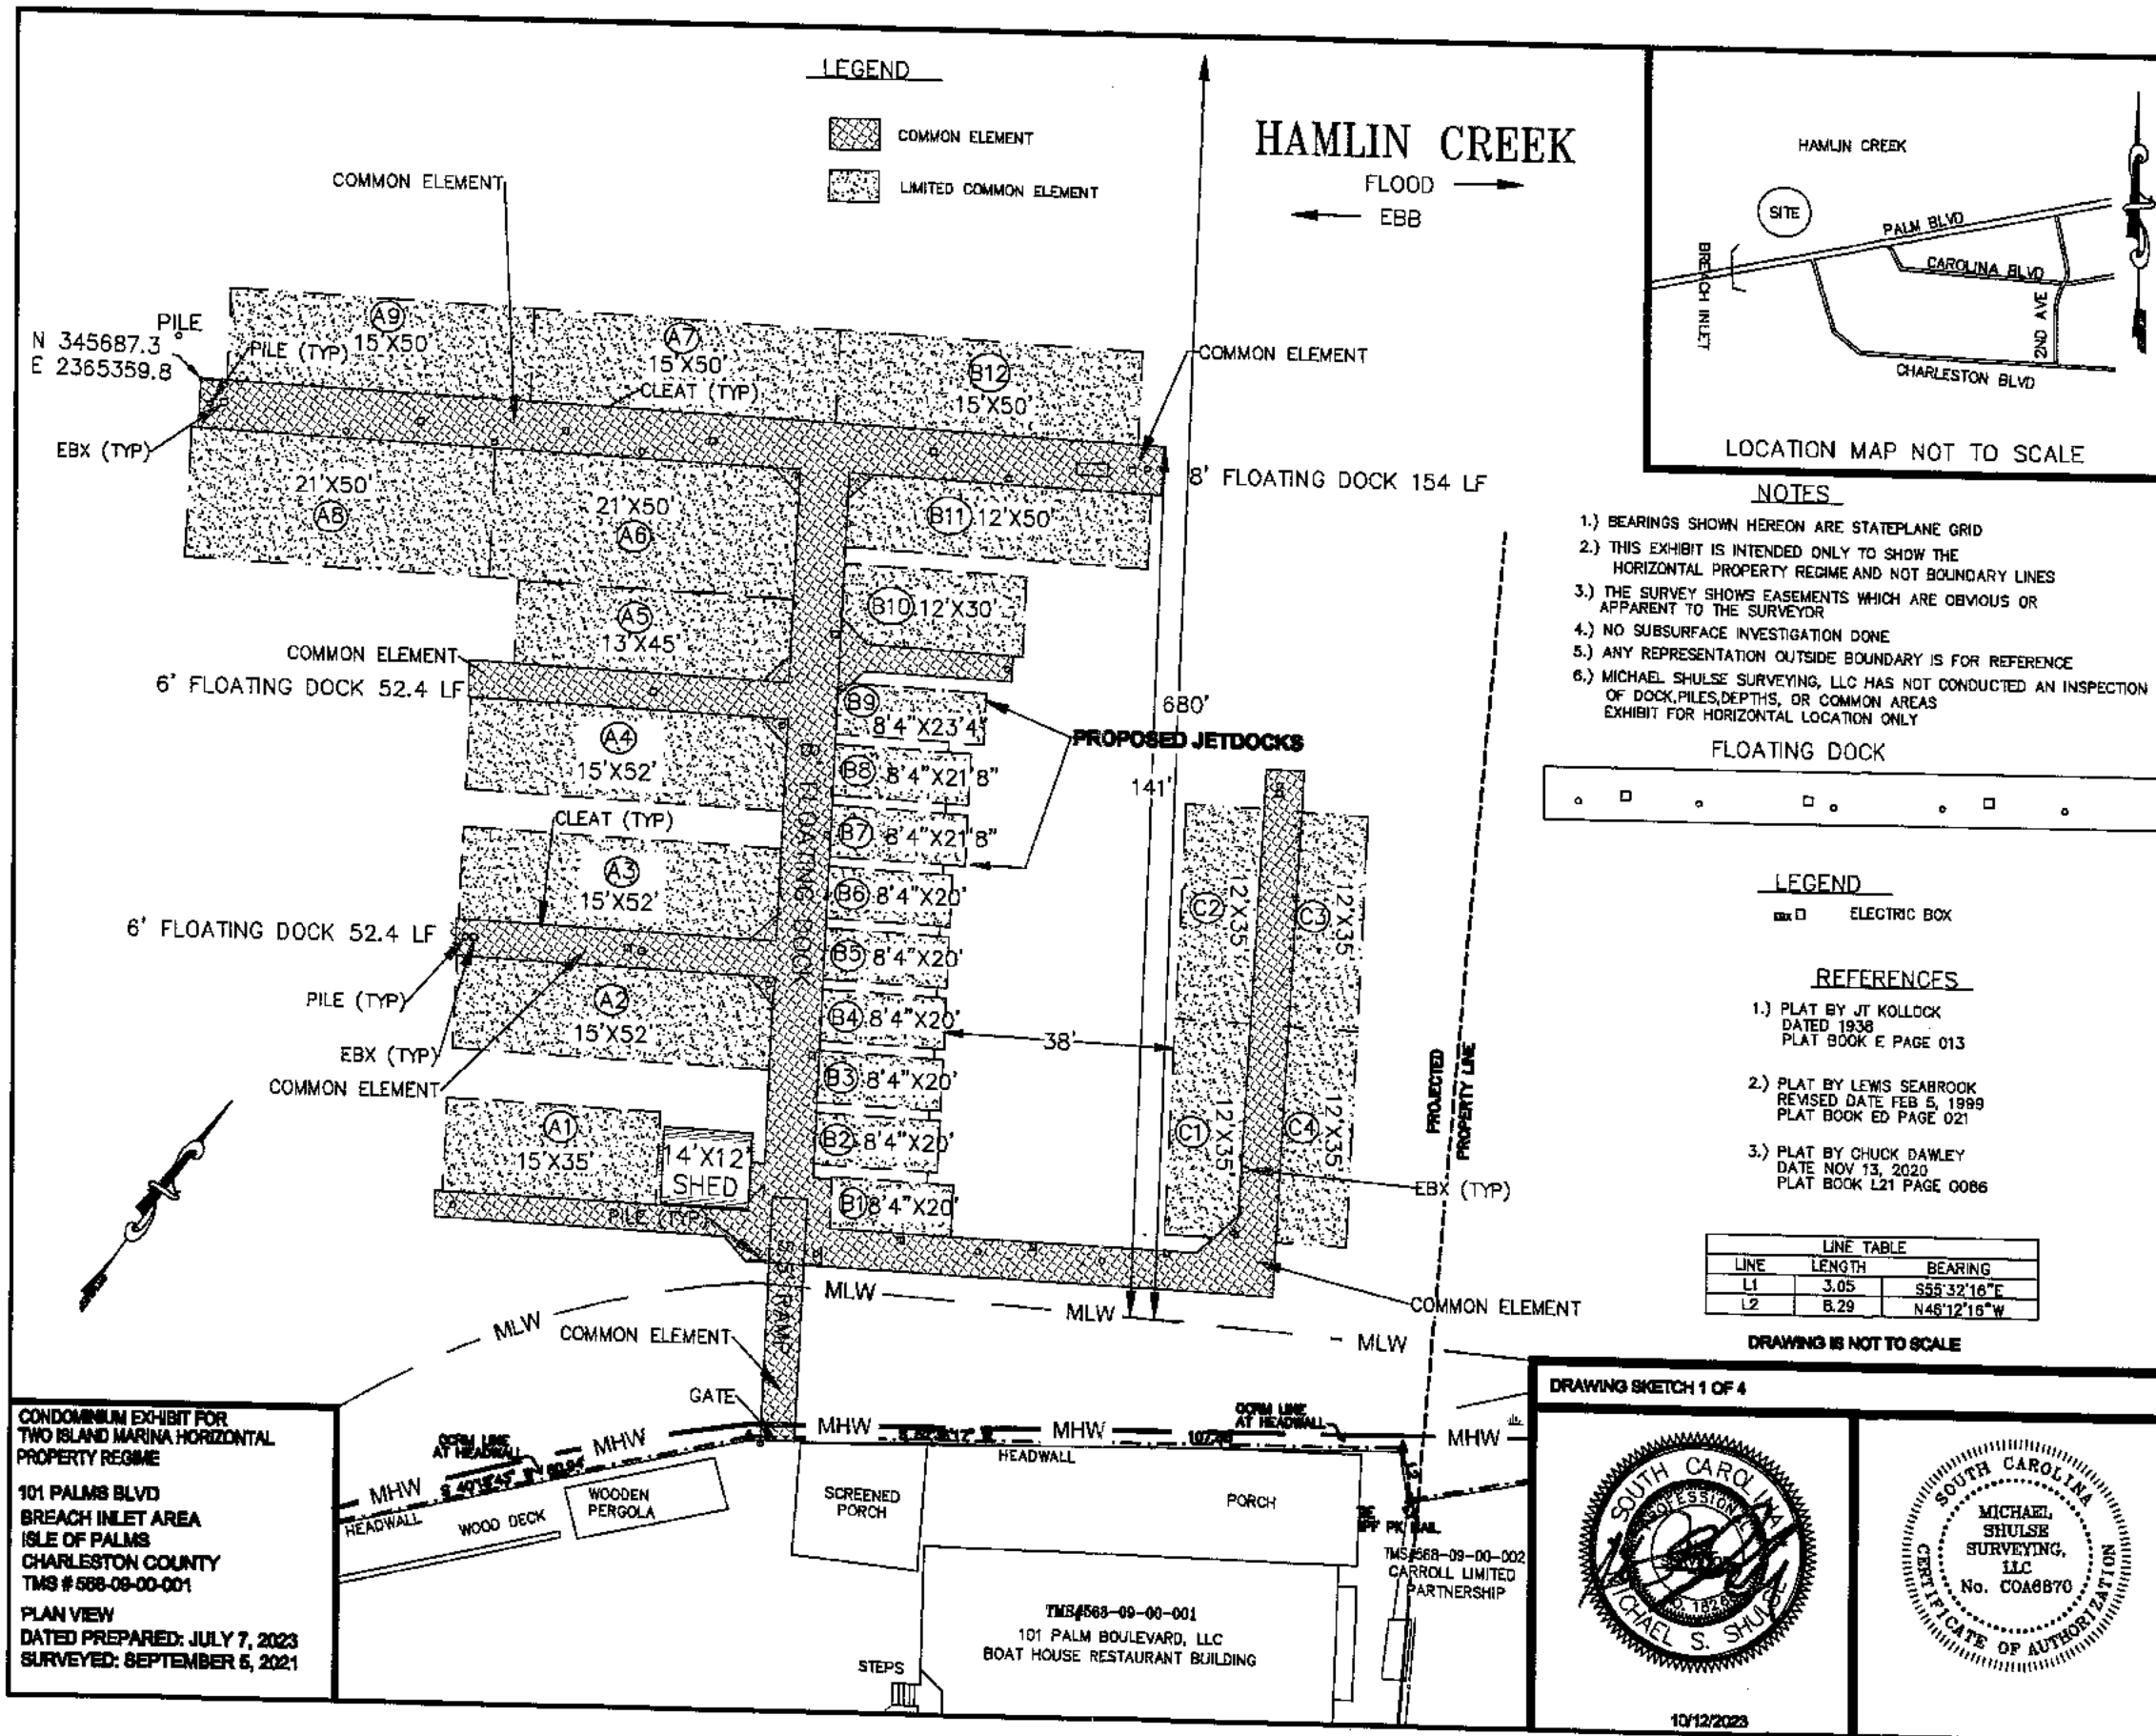 LEGEND
COMMON ELEMENT
LIMITED COMMON ELEMENT
HAMLIN CREEK
FLOOD
EBB
COMMON ELEMENT
PILE
N 345687.3
E 2365359.8
PILE (TYP)
EBX (TYP)
A9
15'X50'
A7
15'X50'
CLEAT (TYP)
B12
15'X50'
COMMON ELEMENT
8' FLOATING DOCK 154 LF
21'X50'
A8
21'X50'
A6
B11 12'X50'
A5
13'X45'
B10 12'X30'
COMMON ELEMENT
6' FLOATING DOCK 52.4 LF
A4
15'X52'
B9
8'4"X23'4"
B8 8'4"X21'8"
B7 8'4"X21'8"
PROPOSED JETDOCKS
680'
141'
CLEAT (TYP)
A3
15'X52'
B6 8'4"X20'
B5 8'4"X20'
B4 8'4"X20'
B3 8'4"X20'
B2 8'4"X20'
B1 8'4"X20'
8' FLOATING DOCK
6' FLOATING DOCK 52.4 LF
PILE (TYP)
A2
15'X52'
EBX (TYP)
COMMON ELEMENT
38'
C2
12'X35'
C3
12'X35'
C1
12'X35'
C4
12'X35'
PROJECTED
PROPERTY LINE
A1
15'X35'
14'X12'
SHED
PILE (TYP)
EBX (TYP)
RAMP
COMMON ELEMENT
MLW
MLW
MLW
MLW
COMMON ELEMENT
GATE
MHW
MHW
MHW
MHW
MHW
OCRM LINE
AT HEADWALL
OCRM LINE
AT HEADWALL
HEADWALL
HEADWALL
WOOD DECK
WOODEN
PERGOLA
SCREENED
PORCH
PORCH
PK NAIL
TMS#568-09-00-002
CARROLL LIMITED
PARTNERSHIP
TMS#568-09-00-001
101 PALM BOULEVARD, LLC
BOAT HOUSE RESTAURANT BUILDING
STEPS
HAMLIN CREEK
SITE
BREACH INLET
PALM BLVD
CAROLINA BLVD
2ND AVE
CHARLESTON BLVD
LOCATION MAP NOT TO SCALE
NOTES
1.) BEARINGS SHOWN HEREON ARE STATEPLANE GRID
2.) THIS EXHIBIT IS INTENDED ONLY TO SHOW THE
HORIZONTAL PROPERTY REGIME AND NOT BOUNDARY LINES
3.) THE SURVEY SHOWS EASEMENTS WHICH ARE OBVIOUS OR
APPARENT TO THE SURVEYOR
4.) NO SUBSURFACE INVESTIGATION DONE
5.) ANY REPRESENTATION OUTSIDE BOUNDARY IS FOR REFERENCE
6.) MICHAEL SHULSE SURVEYING, LLC HAS NOT CONDUCTED AN INSPECTION
OF DOCK,PILES,DEPTHS, OR COMMON AREAS
EXHIBIT FOR HORIZONTAL LOCATION ONLY
FLOATING DOCK
LEGEND
EBX ELECTRIC BOX
REFERENCES
1.) PLAT BY JT KOLLOCK
DATED 1938
PLAT BOOK E PAGE 013
2.) PLAT BY LEWIS SEABROOK
REVISED DATE FEB 5, 1999
PLAT BOOK ED PAGE 021
3.) PLAT BY CHUCK DAWLEY
DATE NOV 13, 2020
PLAT BOOK L21 PAGE 0086
LINE TABLE
LINE LENGTH BEARING
L1 3.05 S55°32'16"E
L2 8.29 N46°12'16"W
DRAWING IS NOT TO SCALE
CONDOMINIUM EXHIBIT FOR
TWO ISLAND MARINA HORIZONTAL
PROPERTY REGIME
101 PALMS BLVD
BREACH INLET AREA
ISLE OF PALMS
CHARLESTON COUNTY
TMS # 568-09-00-001
PLAN VIEW
DATED PREPARED: JULY 7, 2023
SURVEYED: SEPTEMBER 5, 2021
DRAWING SKETCH 1 OF 4
SOUTH CAROLINA
PROFESSIONAL
MICHAEL S. SHULSE
10/12/2023
SOUTH CAROLINA
MICHAEL
SHULSE
SURVEYING,
LLC
No. COA6870
CERTIFICATE OF AUTHORIZATION